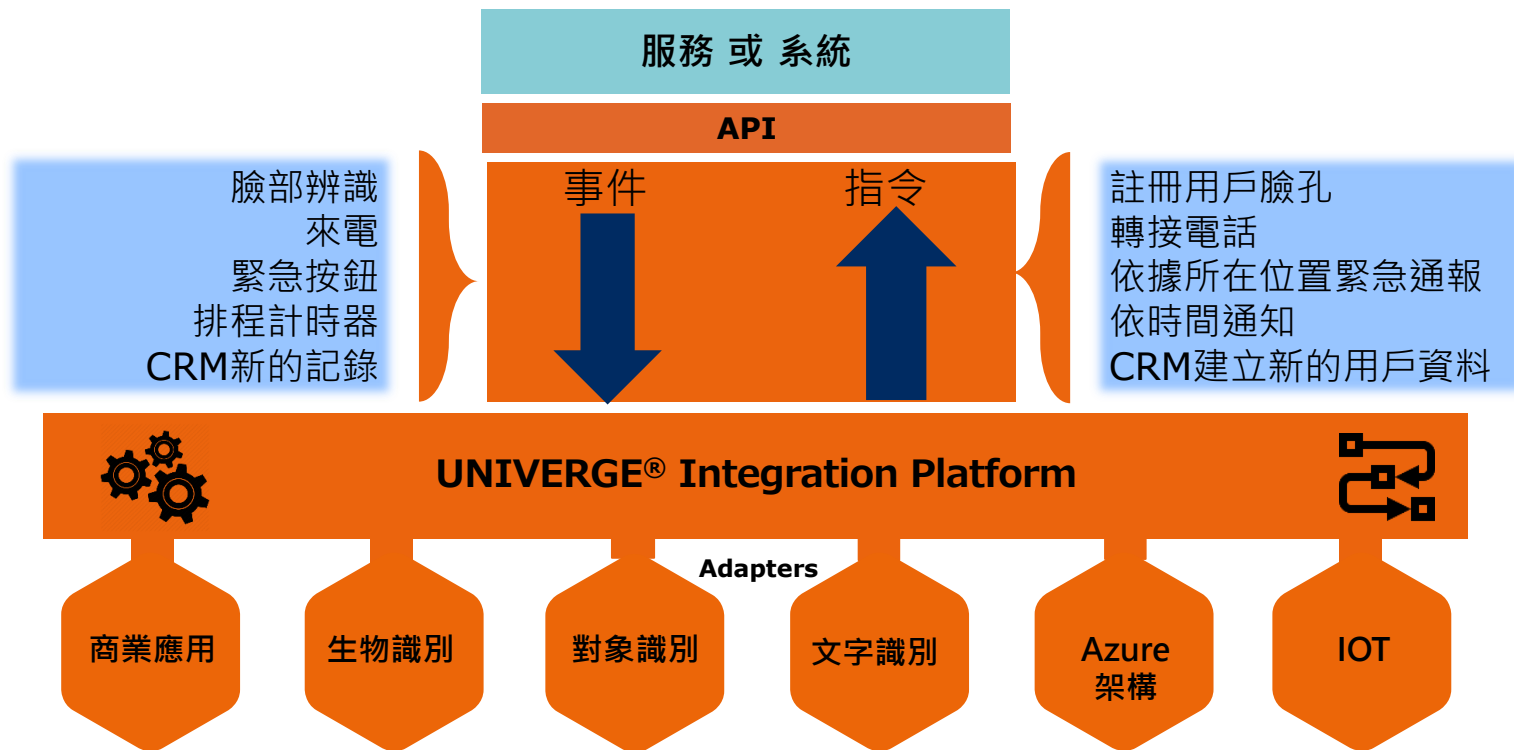 服務 或 系統
API
臉部辨識
來電
緊急按鈕
排程計時器
CRM新的記錄
事件
指令
註冊用戶臉孔
轉接電話
依據所在位置緊急通報
依時間通知
CRM建立新的用戶資料
UNIVERGE® Integration Platform
Adapters
商業應用
生物識別
對象識別
文字識別
Azure
架構
IOT